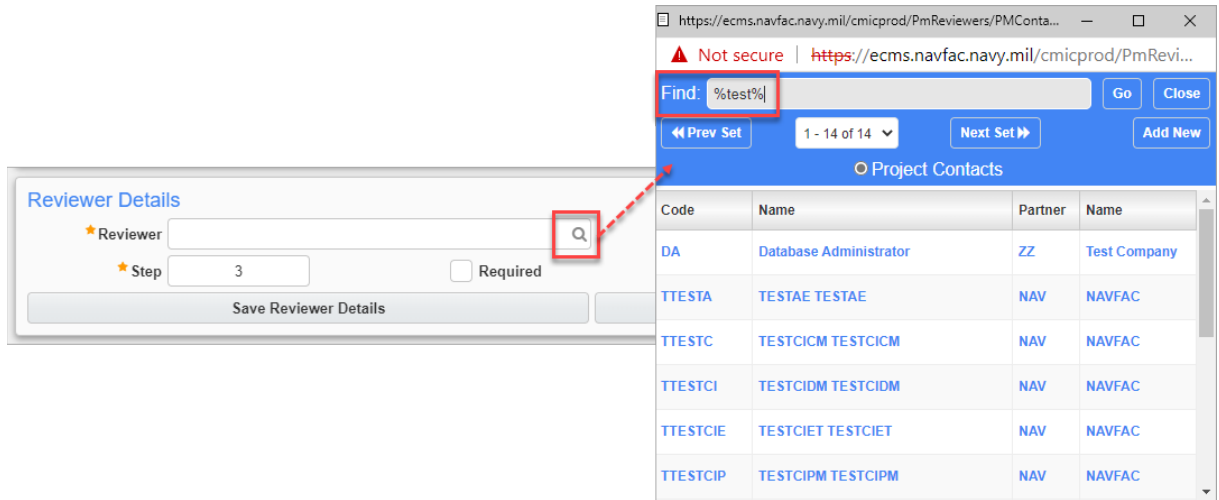 Reviewer Details
* Reviewer
* Step 3 Required
Save Reviewer Details
https://ecms.navfac.navy.mil/cmicprod/PmReviewers/PMConta...
Not secure | https://ecms.navfac.navy.mil/cmicprod/PmRevi...
Find: %test% Go Close
Prev Set 1 - 14 of 14 Next Set Add New
Project Contacts
Code Name Partner Name
DA Database Administrator ZZ Test Company
TTESTA TESTAE TESTAE NAV NAVFAC
TTESTC TESTCICM TESTCICM NAV NAVFAC
TTESTCI TESTCIDM TESTCIDM NAV NAVFAC
TTESTCIE TESTCIET TESTCIET NAV NAVFAC
TTESTCIP TESTCIPM TESTCIPM NAV NAVFAC